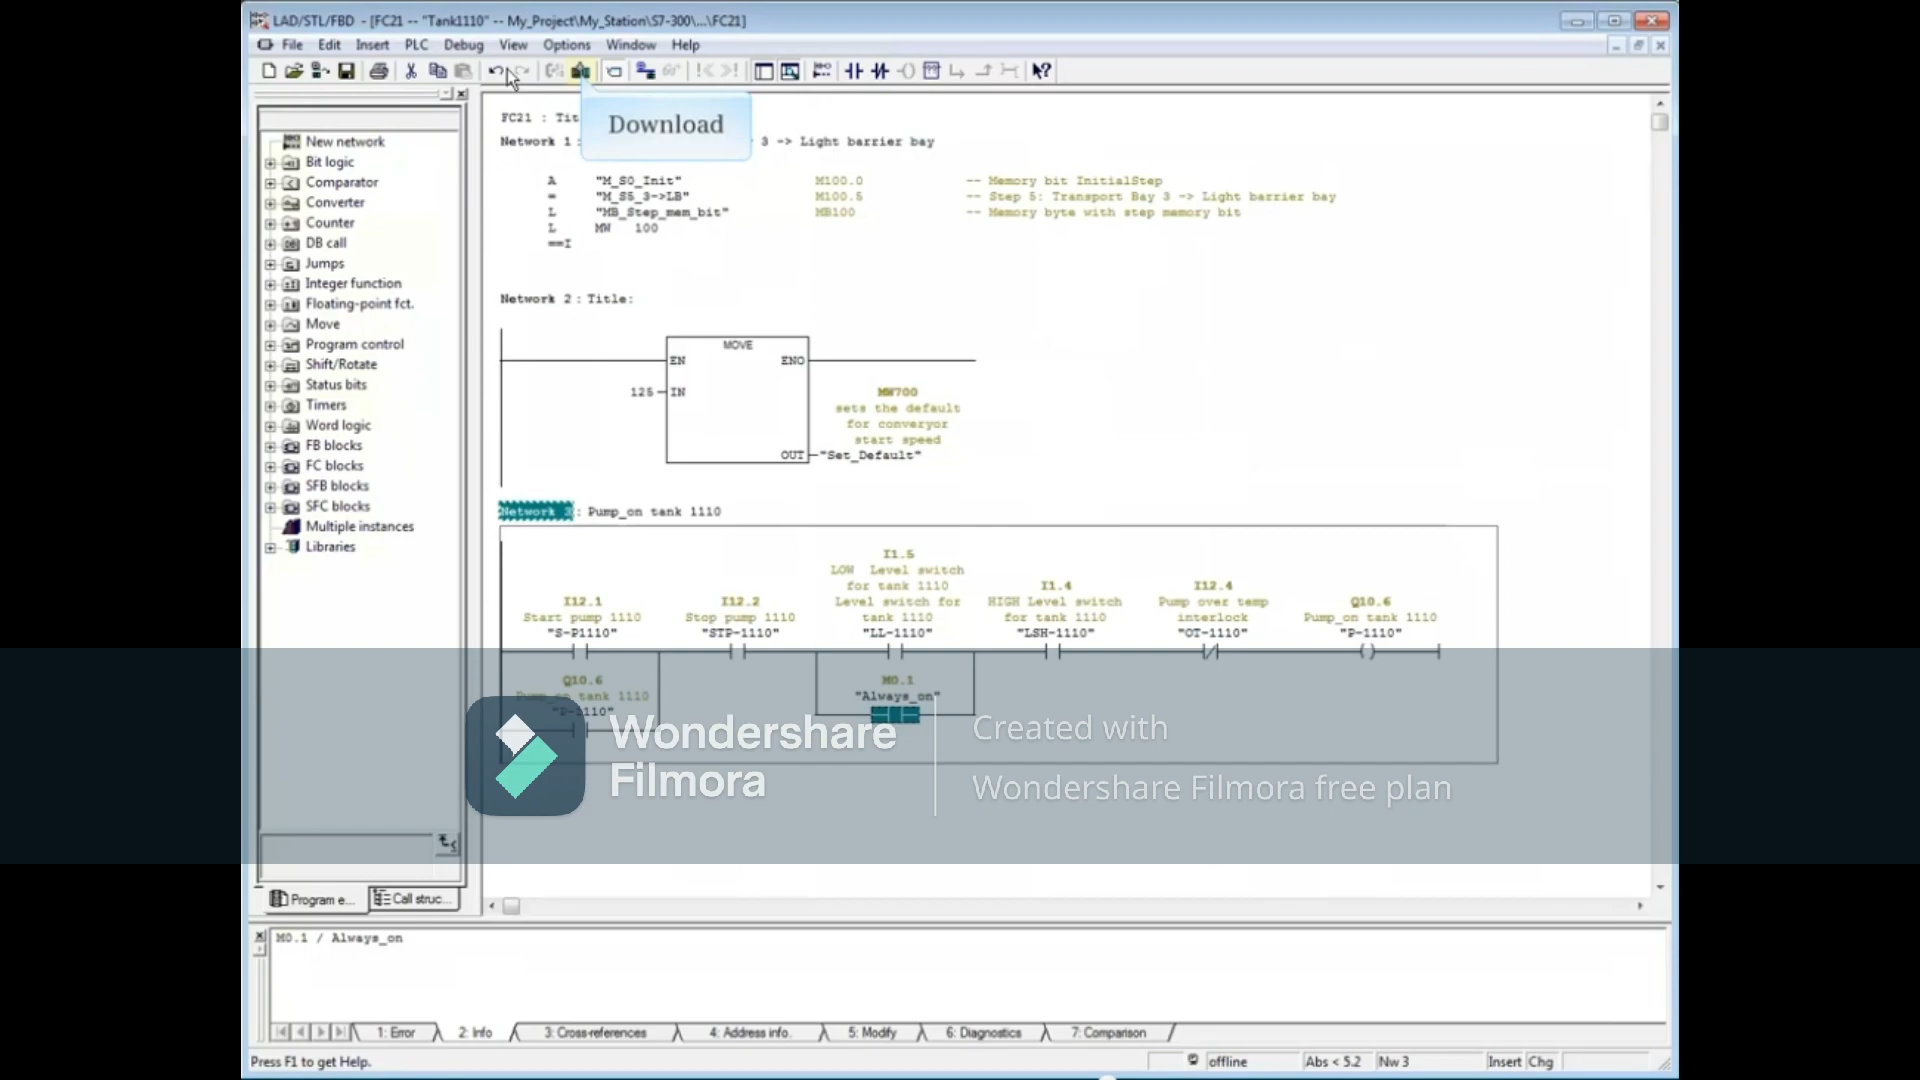 LAD/STL/FBD - [FC21 -- "Tank1110" -- My_Project\My_Station\S7-300\...\FC21]
File Edit Insert PLC Debug View Options Window Help
Download
FC21 : Tit
Network 1: 3 -> Light barrier bay
A "M_S0_Init" M100.0 -- Memory bit InitialStep
= "M_S5_3->LB" M100.5 -- Step 5: Transport Bay 3 -> Light barrier bay
L "MB_Step_mem_bit" MB100 -- Memory byte with step memory bit
L MW 100
==I
New network
Bit logic
Comparator
Converter
Counter
DB call
Jumps
Integer function
Floating-point fct.
Move
Program control
Shift/Rotate
Status bits
Timers
Word logic
FB blocks
FC blocks
SFB blocks
SFC blocks
Multiple instances
Libraries
Network 2 : Title:
MOVE
EN ENO
125 IN
MW700
sets the default
for converyor
start speed
OUT "Set_Default"
Network 3: Pump_on tank 1110
I12.1
Start pump 1110
"S-P1110"
I12.2
Stop pump 1110
"STP-1110"
I1.5
LOW Level switch
for tank 1110
Level switch for
tank 1110
"LL-1110"
I1.4
HIGH Level switch
for tank 1110
"LSH-1110"
I12.4
Pump over temp
interlock
"OT-1110"
Q10.6
Pump_on tank 1110
"P-1110"
Q10.6
Pump_on tank 1110
"P-1110"
M0.1
"Always_on"
Wondershare
Filmora
Created with
Wondershare Filmora free plan
Program e... Call struc...
M0.1 / Always_on
1: Error 2: Info 3: Cross-references 4: Address info. 5: Modify 6: Diagnostics 7: Comparison
Press F1 to get Help. offline Abs < 5.2 Nw 3 Insert Chg